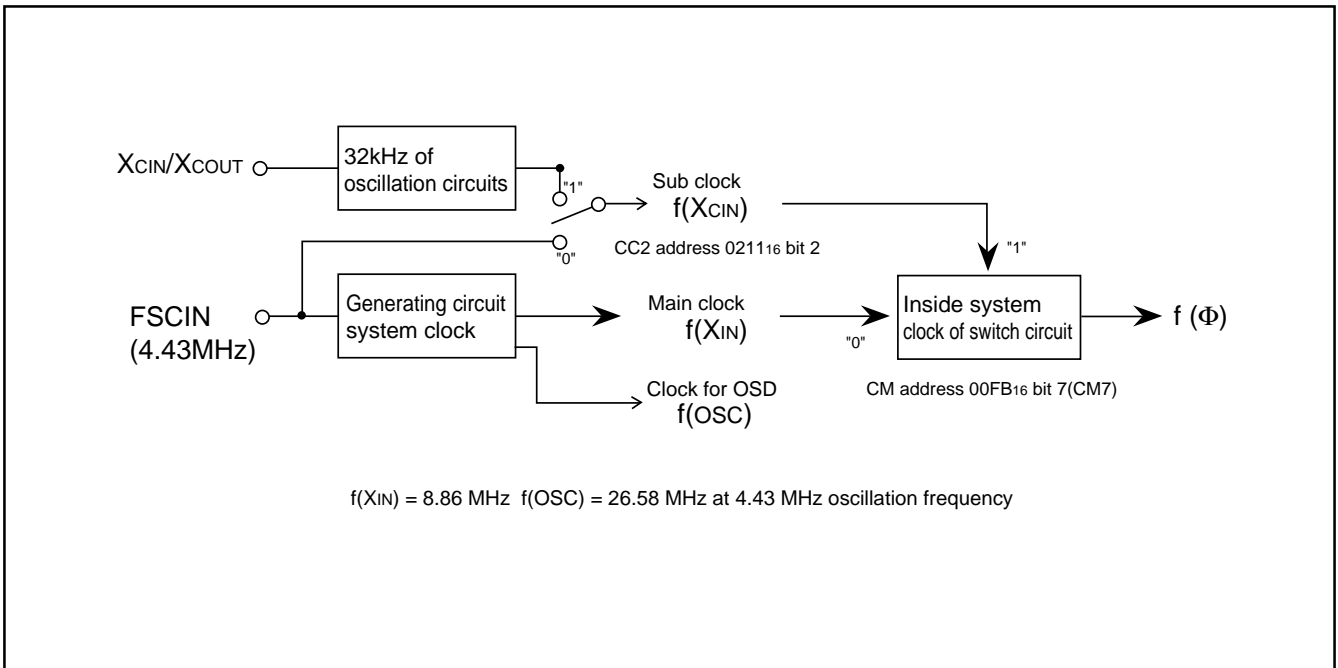 XCIN/XCOUT
32kHz of
oscillation circuits
"1"
"0"
Sub clock
f(XCIN)
CC2 address 021116 bit 2
"1"
FSCIN
(4.43MHz)
Generating circuit
system clock
Main clock
f(XIN)
"0"
Inside system
clock of switch circuit
f (Φ)
CM address 00FB16 bit 7(CM7)
Clock for OSD
f(OSC)
f(XIN) = 8.86 MHz f(OSC) = 26.58 MHz at 4.43 MHz oscillation frequency